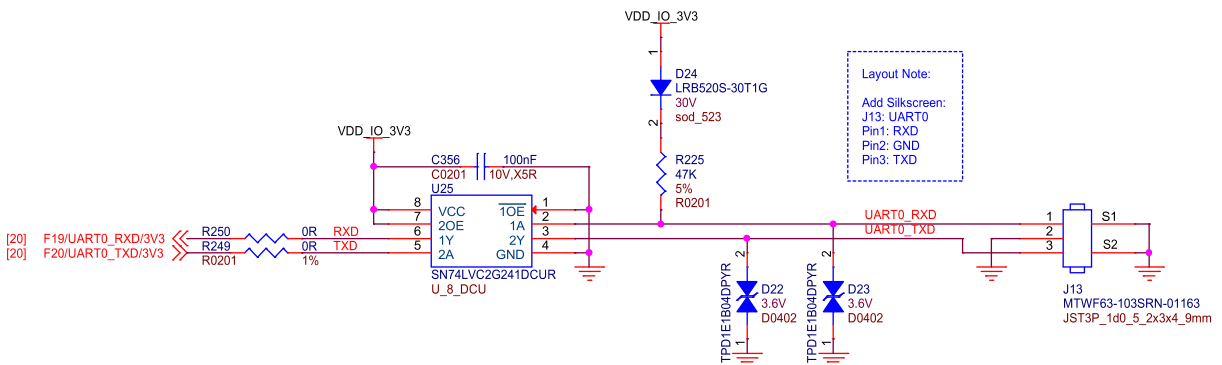 VDD_IO_3V3
1
D24
LRB520S-30T1G
30V
sod_523
2
R225
47K
5%
R0201
Layout Note:
Add Silkscreen:
J13: UART0
Pin1: RXD
Pin2: GND
Pin3: TXD
VDD_IO_3V3
C356 100nF
C0201 10V,X5R
U25
8 VCC 1OE 1
7 2OE 1A 2
6 1Y 2Y 3
5 2A GND 4
SN74LVC2G241DCUR
U_8_DCU
[20] F19/UART0_RXD/3V3 R250 0R RXD
[20] F20/UART0_TXD/3V3 R249 0R TXD
R0201 1%
UART0_RXD
UART0_TXD
2
TPD1E1B04DPYR
D22
3.6V
D0402
1
2
TPD1E1B04DPYR
D23
3.6V
D0402
1
1 S1
2
3 S2
J13
MTWF63-103SRN-01163
JST3P_1d0_5_2x3x4_9mm